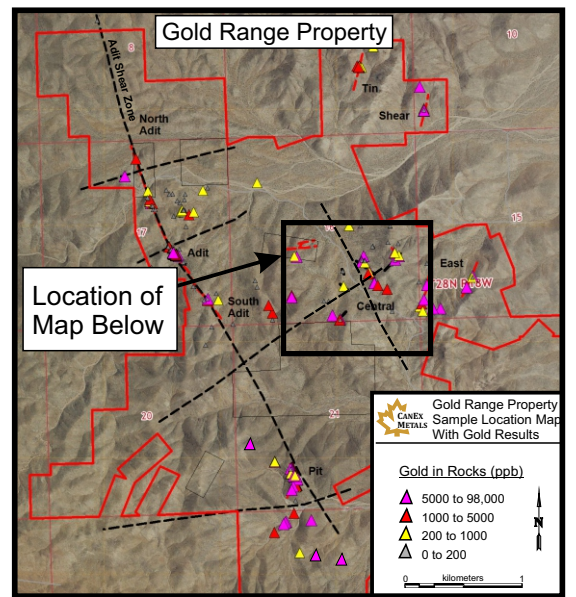 Gold Range Property
8
10
Adit Shear Zone
Tin
Shear
North
Adit
15
17
Adit
East
Location of
Map Below
South
Adit
Central
20
21
Pit
CANEX
METALS
Gold Range Property
Sample Location Map
With Gold Results
Gold in Rocks (ppb)
5000 to 98,000
1000 to 5000
200 to 1000
0 to 200
N
kilometers
0 1